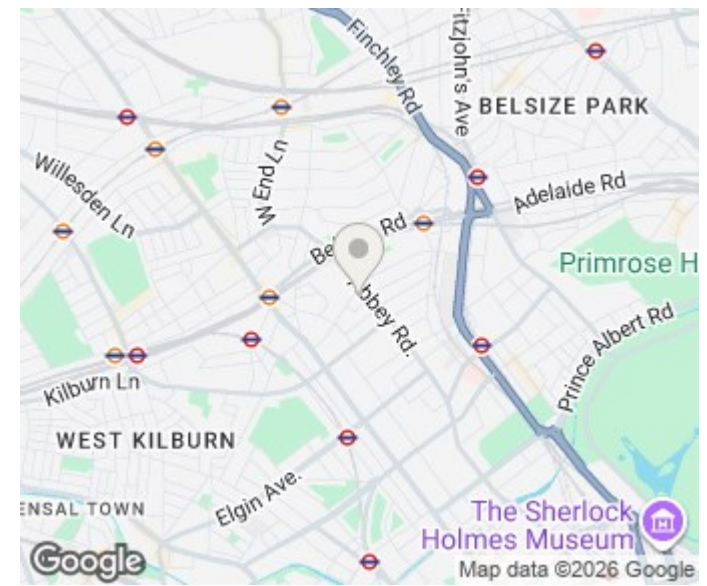 Finchley Rd
Fitzjohn's Ave
BELSIZE PARK
Willesden Ln
W End Ln
Adelaide Rd
Rd
Primrose H
Abbey Rd.
Prince Albert Rd
Kilburn Ln
WEST KILBURN
Elgin Ave.
ENSAL TOWN
The Sherlock
Holmes Museum
Google
Map data ©2026 Google